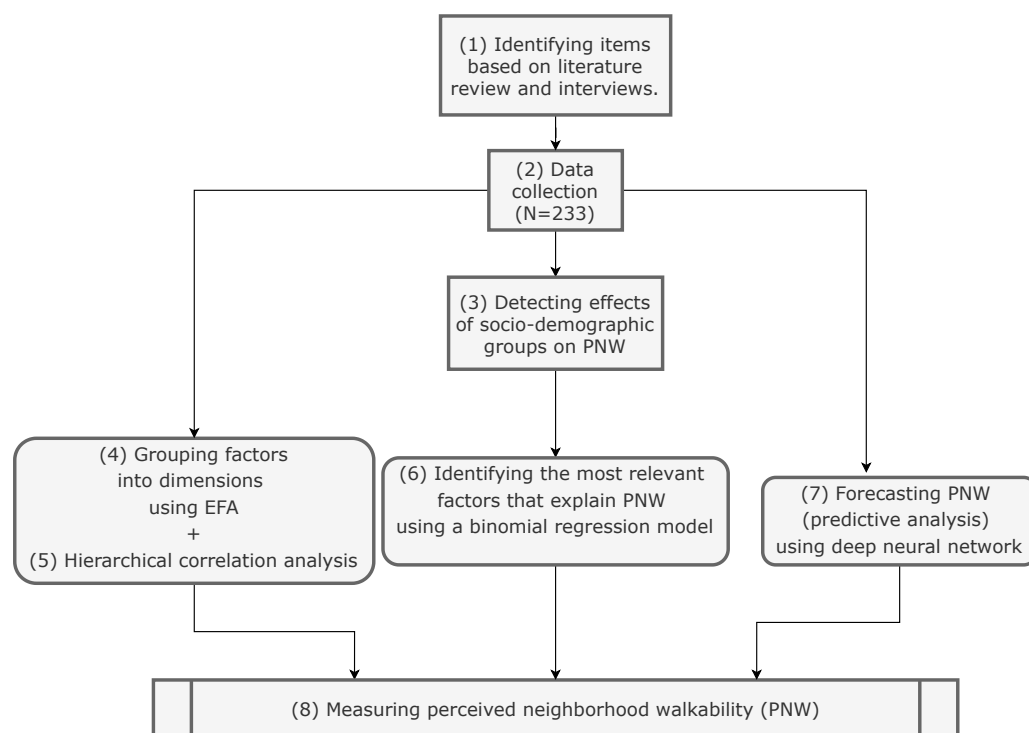 (1) Identifying items
based on literature
review and interviews.
(2) Data
collection
(N=233)
(3) Detecting effects
of socio-demographic
groups on PNW
(4) Grouping factors
into dimensions
using EFA
+
(5) Hierarchical correlation analysis
(6) Identifying the most relevant
factors that explain PNW
using a binomial regression model
(7) Forecasting PNW
(predictive analysis)
using deep neural network
(8) Measuring perceived neighborhood walkability (PNW)